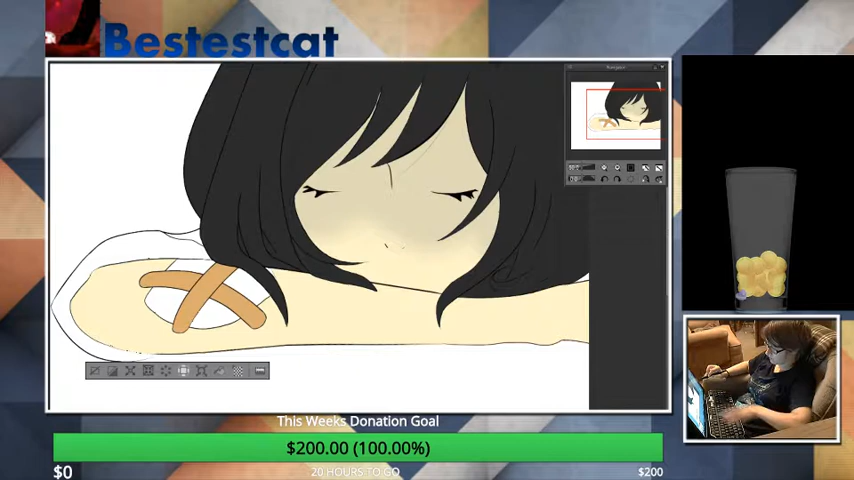 Bestestcat
This Weeks Donation Goal
$200.00 (100.00%)
$0
20 HOURS TO GO
$200